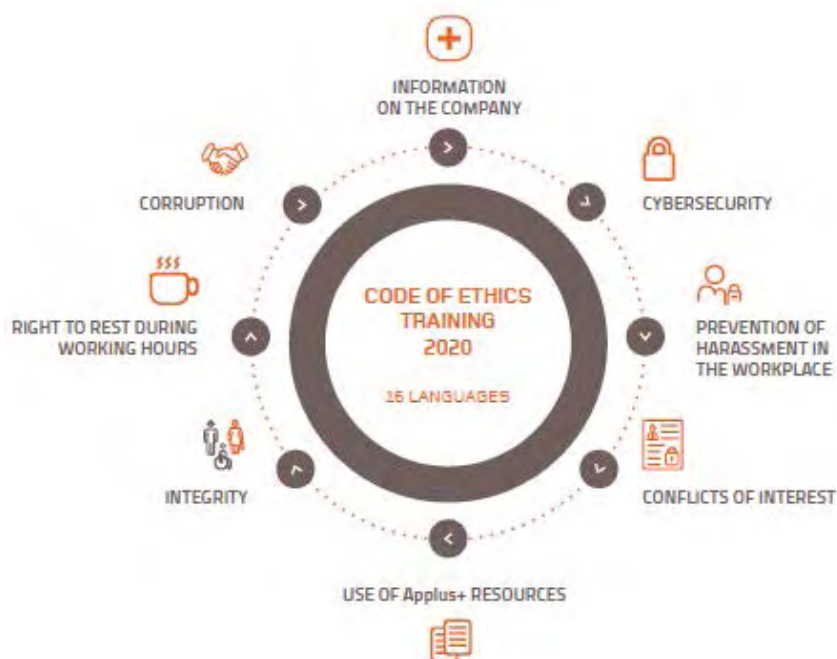 INFORMATION
ON THE COMPANY
CORRUPTION
CYBERSECURITY
RIGHT TO REST DURING
WORKING HOURS
CODE OF ETHICS
TRAINING
2020
16 LANGUAGES
PREVENTION OF
HARASSMENT IN
THE WORKPLACE
INTEGRITY
CONFLICTS OF INTEREST
USE OF Applus+ RESOURCES